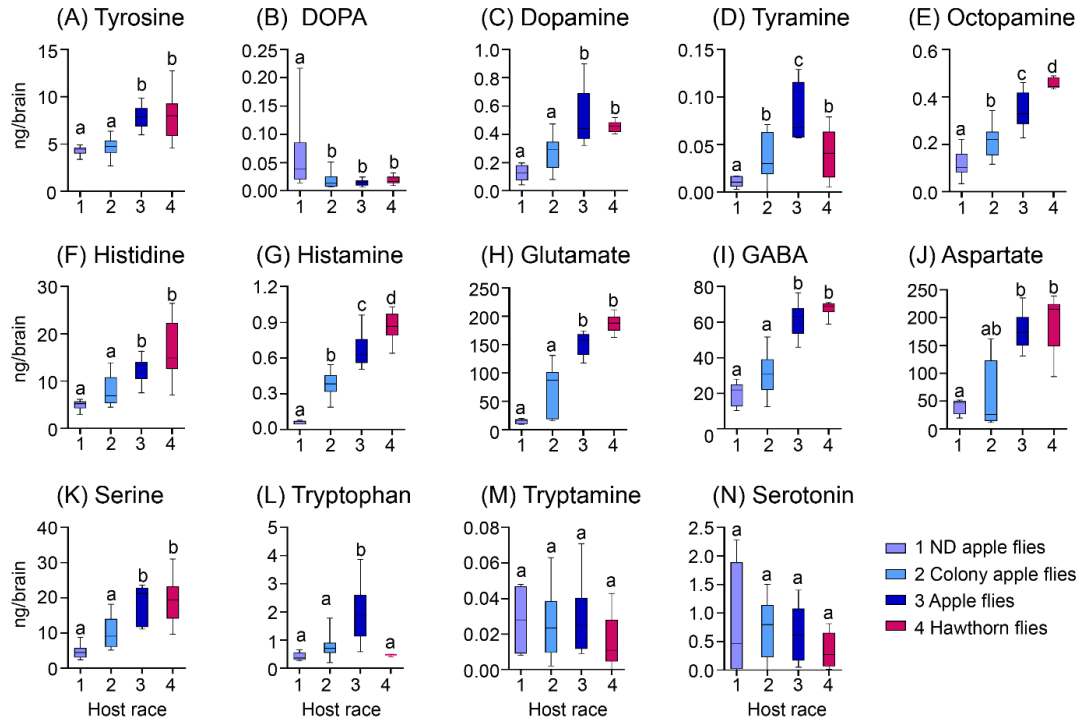 (A) Tyrosine
(B) DOPA
(C) Dopamine
(D) Tyramine
(E) Octopamine
ng/brain
15
10
5
0
a
a
b
b
1 2 3 4
0.25
0.20
0.15
0.10
0.05
0.00
a
b
b
b
1 2 3 4
1.0
0.8
0.6
0.4
0.2
0.0
a
a
b
b
1 2 3 4
0.15
0.10
0.05
0.00
a
b
c
b
1 2 3 4
0.6
0.4
0.2
0.0
a
b
c
d
1 2 3 4
(F) Histidine
(G) Histamine
(H) Glutamate
(I) GABA
(J) Aspartate
ng/brain
30
20
10
0
a
a
b
b
1 2 3 4
1.2
0.9
0.6
0.3
0.0
a
b
c
d
1 2 3 4
200
150
100
50
0
a
a
b
b
1 2 3 4
80
60
40
20
0
a
a
b
b
1 2 3 4
250
200
150
100
50
0
a
ab
b
b
1 2 3 4
(K) Serine
(L) Tryptophan
(M) Tryptamine
(N) Serotonin
ng/brain
40
30
20
10
0
a
a
b
b
1 2 3 4
Host race
5
4
3
2
1
0
a
a
b
a
1 2 3 4
Host race
0.08
0.06
0.04
0.02
0.00
a
a
a
a
1 2 3 4
Host race
2.5
2.0
1.5
1.0
0.5
0.0
a
a
a
a
1 2 3 4
Host race
1 ND apple flies
2 Colony apple flies
3 Apple flies
4 Hawthorn flies